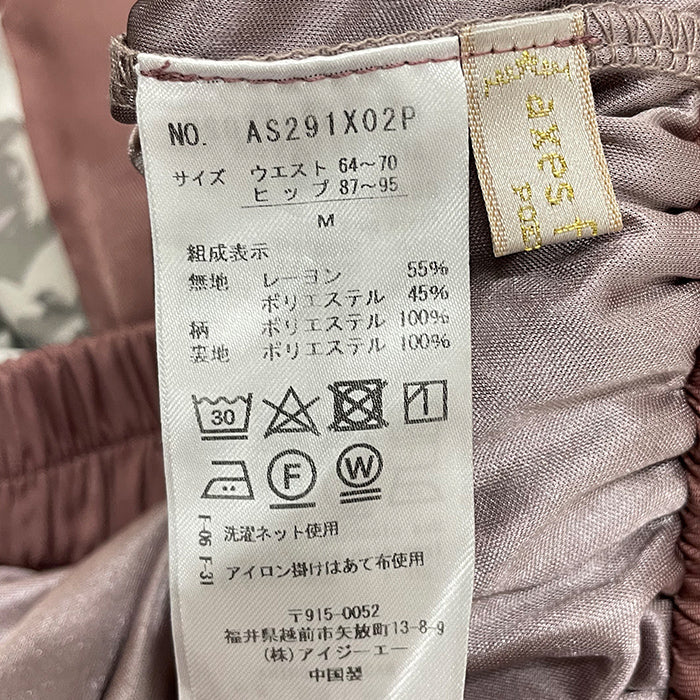 NO. AS291X02P
サイズ ウエスト 64〜70
ヒップ 87〜95
M
組成表示
無地 レーヨン 55%
ポリエステル 45%
柄 ポリエステル 100%
裏地 ポリエステル 100%
30
F
W
F-06 F-31
洗濯ネット使用
アイロン掛けはあて布使用
〒915-0052
福井県越前市矢放町13-8-9
(株)アイジーエー
中国製
axes F
POE